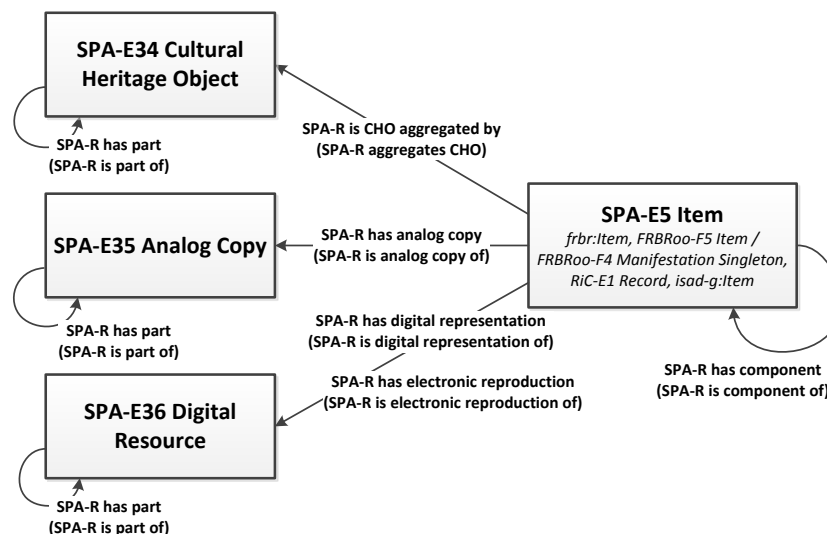 SPA-E34 Cultural
Heritage Object
SPA-R has part
(SPA-R is part of)
SPA-R is CHO aggregated by
(SPA-R aggregates CHO)
SPA-E35 Analog Copy
SPA-R has part
(SPA-R is part of)
SPA-R has analog copy
(SPA-R is analog copy of)
SPA-E5 Item
frbr:Item, FRBRoo-F5 Item /
FRBRoo-F4 Manifestation Singleton,
RiC-E1 Record, isad-g:Item
SPA-R has component
(SPA-R is component of)
SPA-R has digital representation
(SPA-R is digital representation of)
SPA-R has electronic reproduction
(SPA-R is electronic reproduction of)
SPA-E36 Digital
Resource
SPA-R has part
(SPA-R is part of)